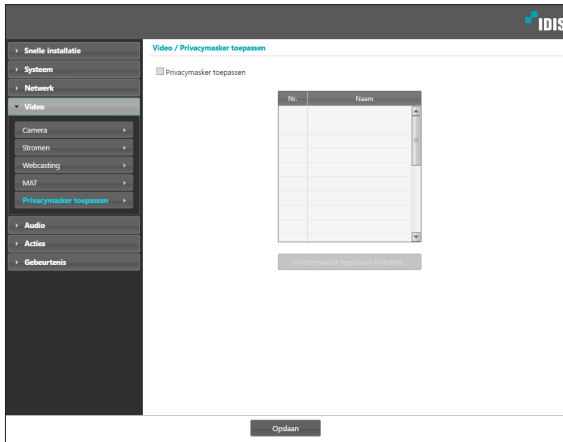 IDIS
Snelle installatie
Systeem
Netwerk
Video
Camera
Stromen
Webcasting
MAT
Privacymasker toepassen
Audio
Acties
Gebeurtenis
Video / Privacymasker toepassen
Privacymasker toepassen
Nr. Naam
Privacymasker toepassen instellen...
Opslaan